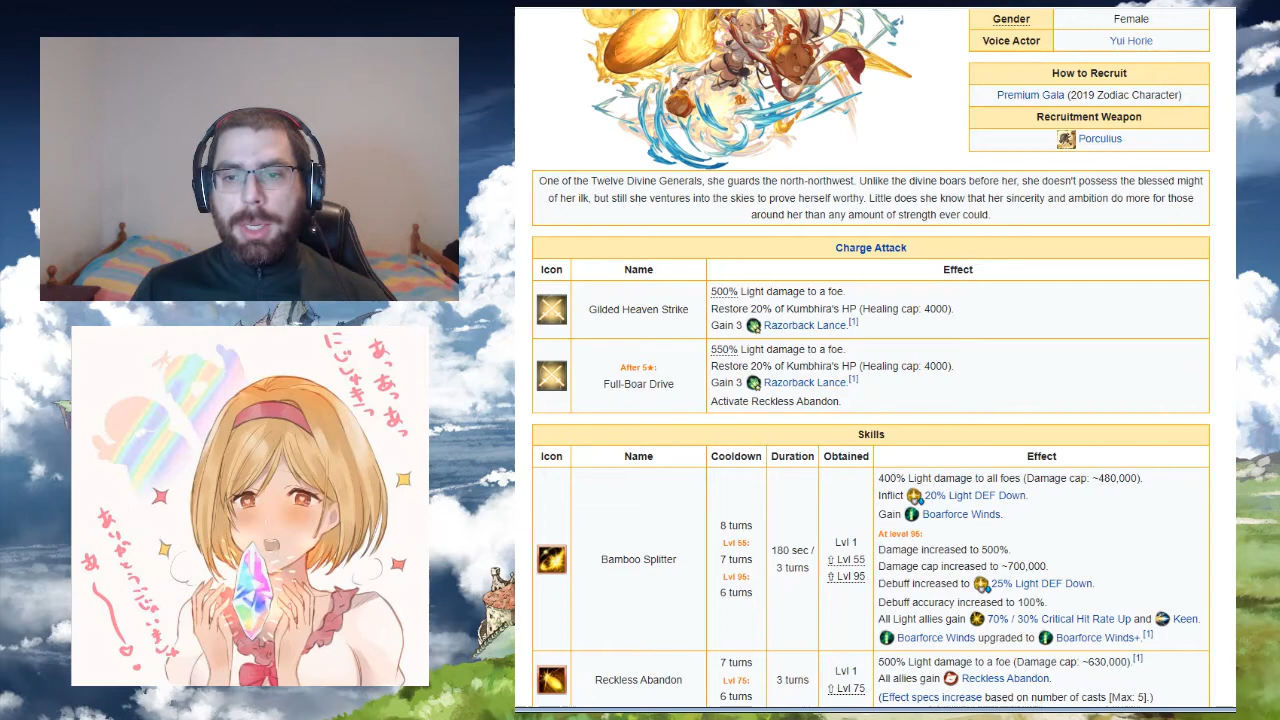 Gender Female
Voice Actor Yui Horie
How to Recruit
Premium Gala (2019 Zodiac Character)
Recruitment Weapon
Porculius
One of the Twelve Divine Generals, she guards the north-northwest. Unlike the divine boars before her, she doesn't possess the blessed might
of her ilk, but still she ventures into the skies to prove herself worthy. Little does she know that her sincerity and ambition do more for those
around her than any amount of strength ever could.
Charge Attack
Icon Name Effect
Gilded Heaven Strike
500% Light damage to a foe.
Restore 20% of Kumbhira's HP (Healing cap: 4000).
Gain 3 Razorback Lance.[1]
After 5★:
Full-Boar Drive
550% Light damage to a foe.
Restore 20% of Kumbhira's HP (Healing cap: 4000).
Gain 3 Razorback Lance.[1]
Activate Reckless Abandon.
Skills
Icon Name Cooldown Duration Obtained Effect
Bamboo Splitter
8 turns
Lvl 55:
7 turns
Lvl 95:
6 turns
180 sec /
3 turns
Lvl 1
⇧ Lvl 55
⇧ Lvl 95
400% Light damage to all foes (Damage cap: ~480,000).
Inflict 20% Light DEF Down.
Gain Boarforce Winds.
At level 95:
Damage increased to 500%.
Damage cap increased to ~700,000.
Debuff increased to 25% Light DEF Down.
Debuff accuracy increased to 100%.
All Light allies gain 70% / 30% Critical Hit Rate Up and Keen.
Boarforce Winds upgraded to Boarforce Winds+.[1]
Reckless Abandon
7 turns
Lvl 75:
6 turns
3 turns
Lvl 1
⇧ Lvl 75
500% Light damage to a foe (Damage cap: ~630,000).[1]
All allies gain Reckless Abandon.
(Effect specs increase based on number of casts [Max: 5].)
あっあっあっ
にじしゅきっ